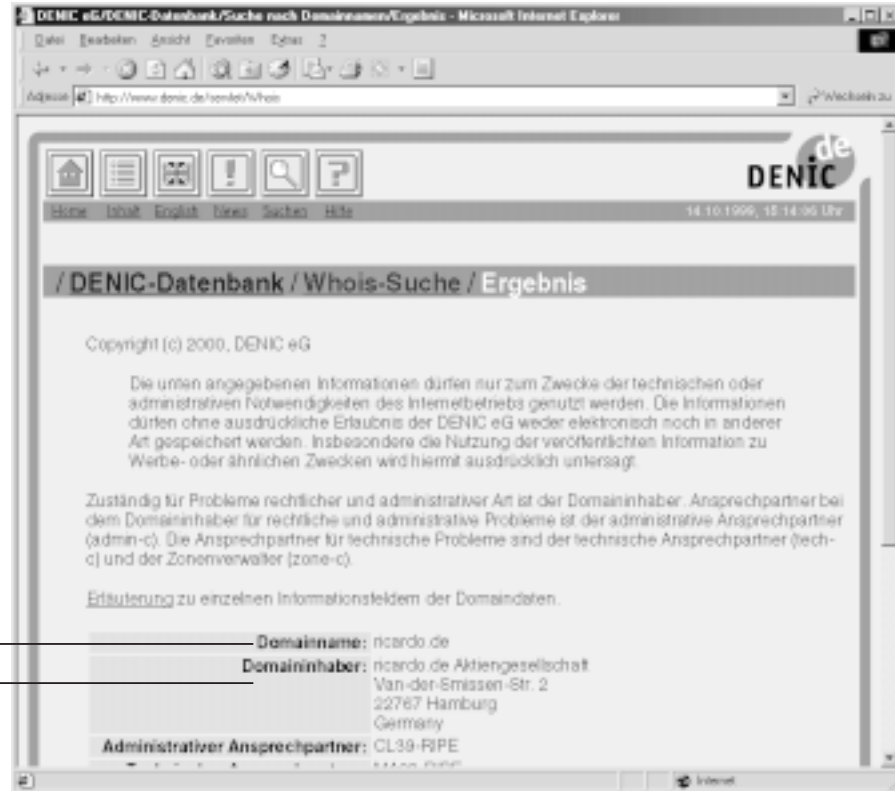 DENIC eG/DENIC-Datenbank/Suche nach Domainnamen/Ergebnis - Microsoft Internet Explorer
Datei Bearbeiten Ansicht Favoriten Extras ?
Adresse http://www.denic.de/servlet/Whois Wechseln zu
de
DENIC
Home Inhalt English News Suchen Hilfe 14.10.1999, 15:14:06 Uhr
/ DENIC-Datenbank / Whois-Suche / Ergebnis
Copyright (c) 2000, DENIC eG
Die unten angegebenen Informationen dürfen nur zum Zwecke der technischen oder
administrativen Notwendigkeiten des Internetbetriebs genutzt werden. Die Informationen
dürfen ohne ausdrückliche Erlaubnis der DENIC eG weder elektronisch noch in anderer
Art gespeichert werden. Insbesondere die Nutzung der veröffentlichten Information zu
Werbe- oder ähnlichen Zwecken wird hiermit ausdrücklich untersagt.
Zuständig für Probleme rechtlicher und administrativer Art ist der Domaininhaber. Ansprechpartner bei
dem Domaininhaber für rechtliche und administrative Probleme ist der administrative Ansprechpartner
(admin-c). Die Ansprechpartner für technische Probleme sind der technische Ansprechpartner (tech-
c) und der Zonenverwalter (zone-c).
Erläuterung zu einzelnen Informationsfeldern der Domaindaten.
Domainname: ricardo.de
Domaininhaber: ricardo.de Aktiengesellschaft
Van-der-Smissen-Str. 2
22767 Hamburg
Germany
Administrativer Ansprechpartner: CL39-RIPE
Internet